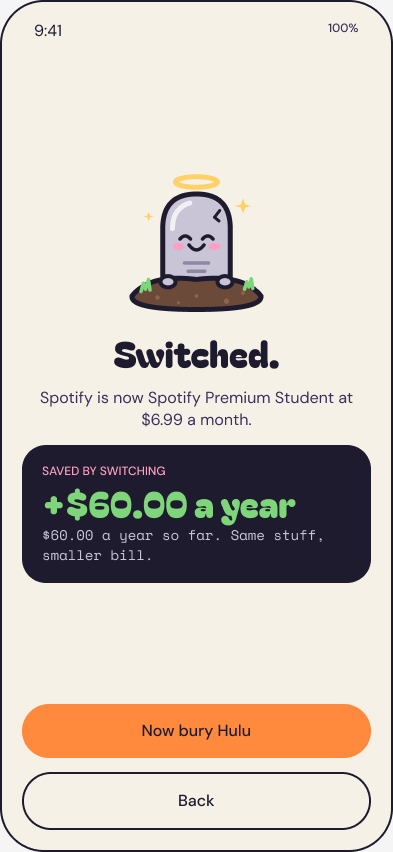 9:41
100%
Switched.
Spotify is now Spotify Premium Student at
$6.99 a month.
SAVED BY SWITCHING
+$60.00 a year
$60.00 a year so far. Same stuff,
smaller bill.
Now bury Hulu
Back